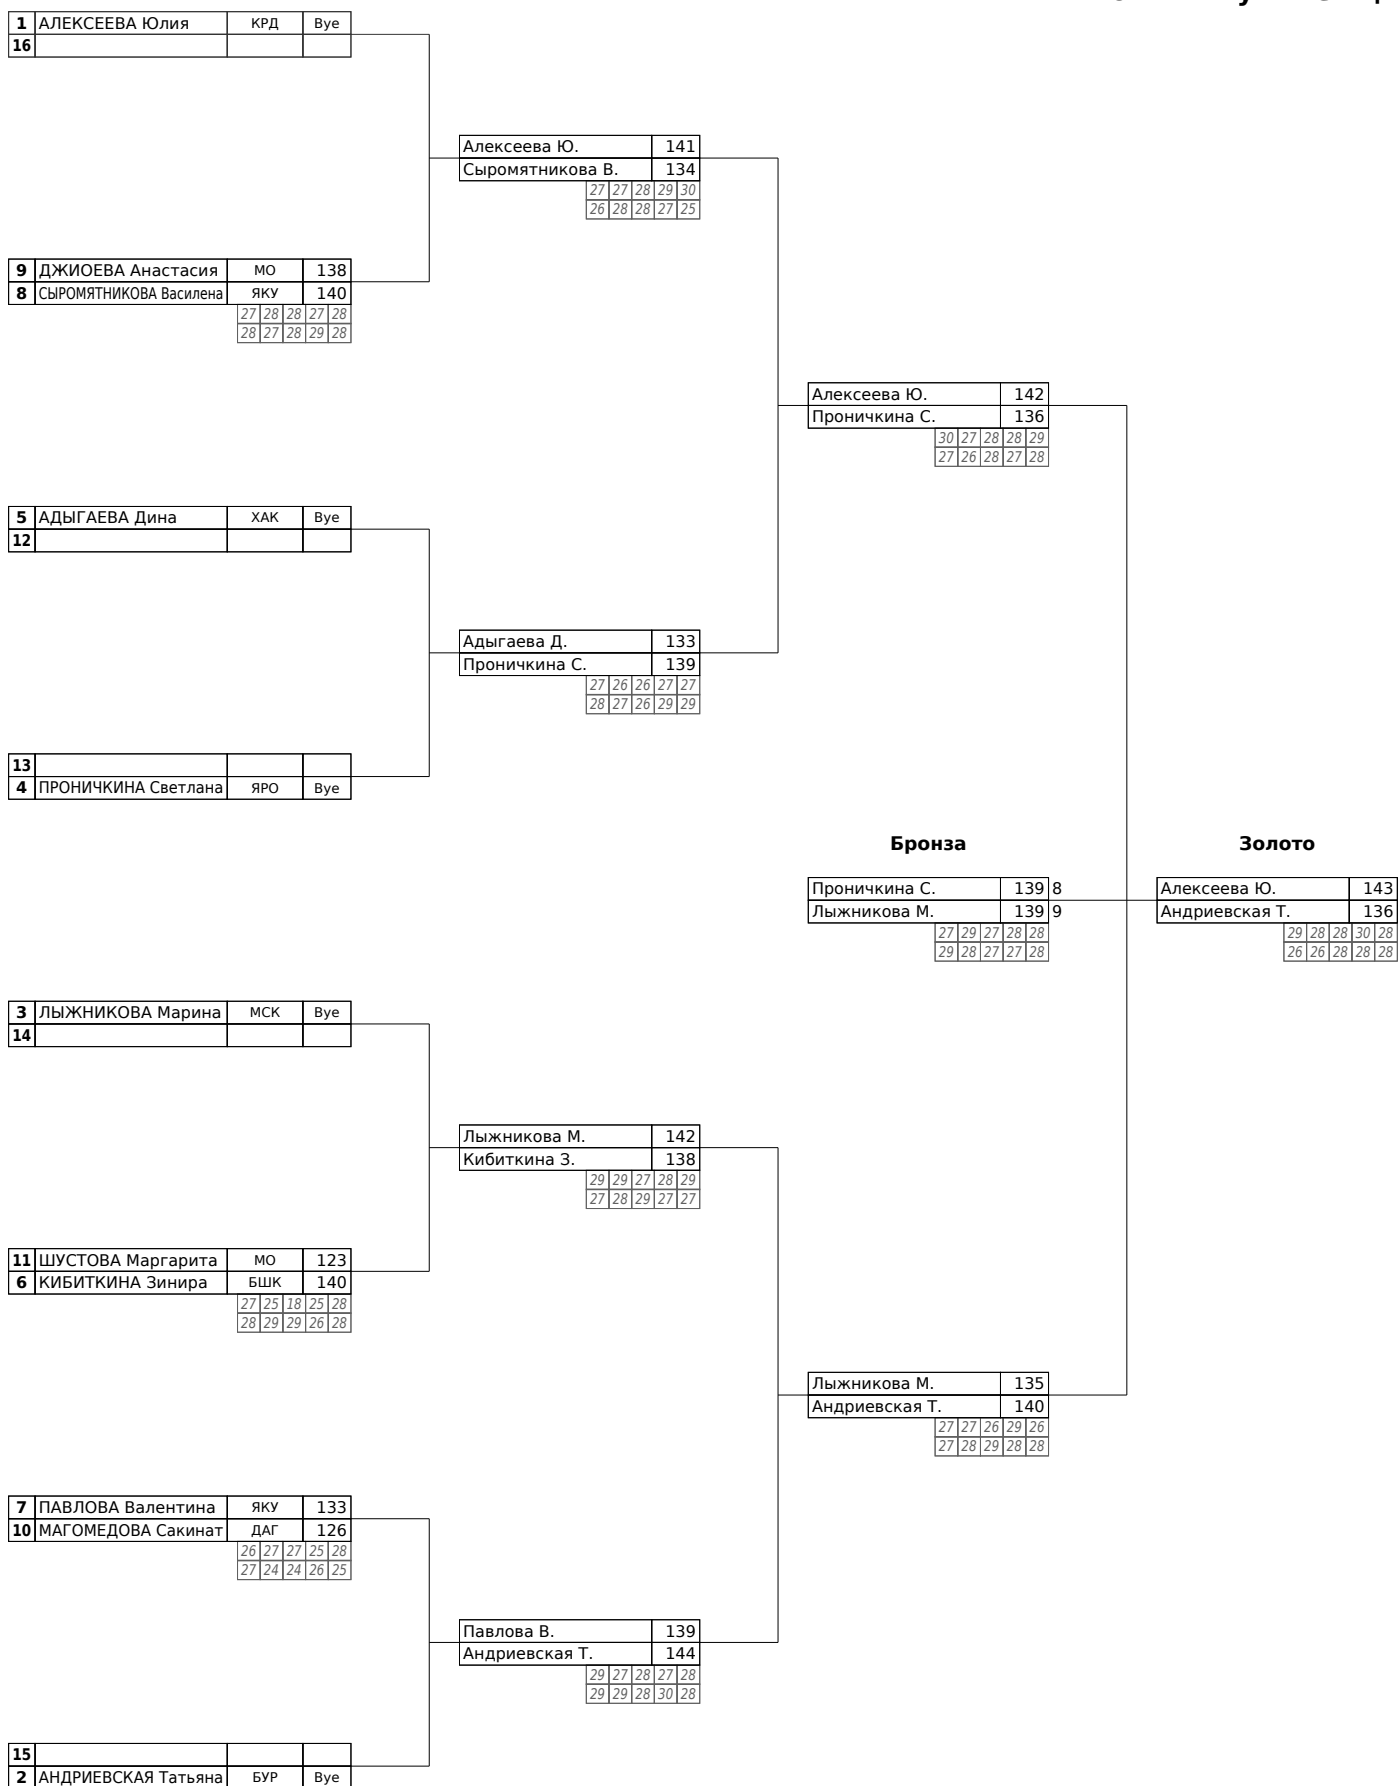 1 АЛЕКСЕЕВА Юлия КРД Bye
16
Алексеева Ю. 141
Сыромятникова В. 134
27 27 28 29 30
26 28 28 27 25
9 ДЖИОЕВА Анастасия МО 138
8 СЫРОМЯТНИКОВА Василена ЯКУ 140
27 28 28 27 28
28 27 28 29 28
Алексеева Ю. 142
Проничкина С. 136
30 27 28 28 29
27 26 28 27 28
5 АДЫГАЕВА Дина ХАК Bye
12
Адыгаева Д. 133
Проничкина С. 139
27 26 26 27 27
28 27 26 29 29
13
4 ПРОНИЧКИНА Светлана ЯРО Bye
Бронза Золото
Проничкина С. 139 8 Алексеева Ю. 143
Лыжникова М. 139 9 Андриевская Т. 136
27 29 27 28 28 29 28 28 30 28
29 28 27 27 28 26 26 28 28 28
3 ЛЫЖНИКОВА Марина МСК Bye
14
Лыжникова М. 142
Кибиткина З. 138
29 29 27 28 29
27 28 29 27 27
11 ШУСТОВА Маргарита МО 123
6 КИБИТКИНА Зинира БШК 140
27 25 18 25 28
28 29 29 26 28
Лыжникова М. 135
Андриевская Т. 140
27 27 26 29 26
27 28 29 28 28
7 ПАВЛОВА Валентина ЯКУ 133
10 МАГОМЕДОВА Сакинат ДАГ 126
26 27 27 25 28
27 24 24 26 25
Павлова В. 139
Андриевская Т. 144
29 27 28 27 28
29 29 28 30 28
15
2 АНДРИЕВСКАЯ Татьяна БУР Bye